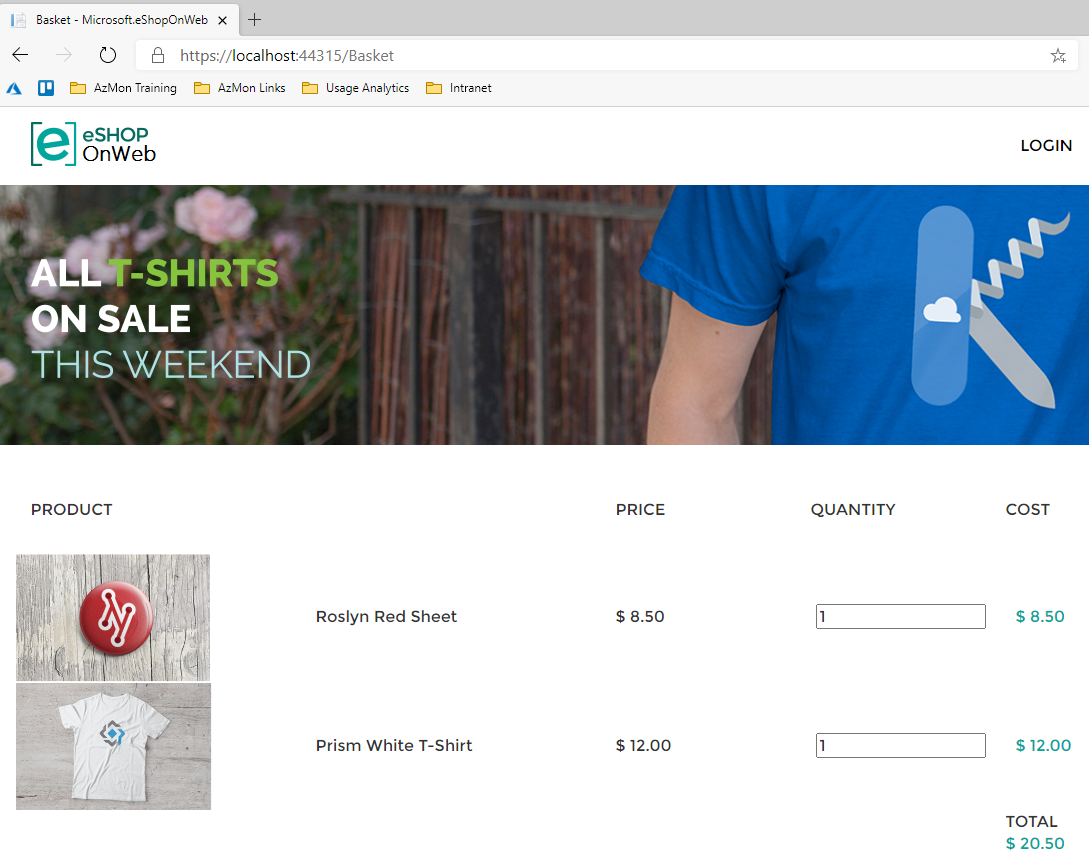 Basket - Microsoft.eShopOnWeb
https://localhost:44315/Basket
AzMon Training AzMon Links Usage Analytics Intranet
e eSHOP
OnWeb
LOGIN
ALL T-SHIRTS
ON SALE
THIS WEEKEND
PRODUCT PRICE QUANTITY COST
Roslyn Red Sheet $ 8.50 1 $ 8.50
Prism White T-Shirt $ 12.00 1 $ 12.00
TOTAL
$ 20.50